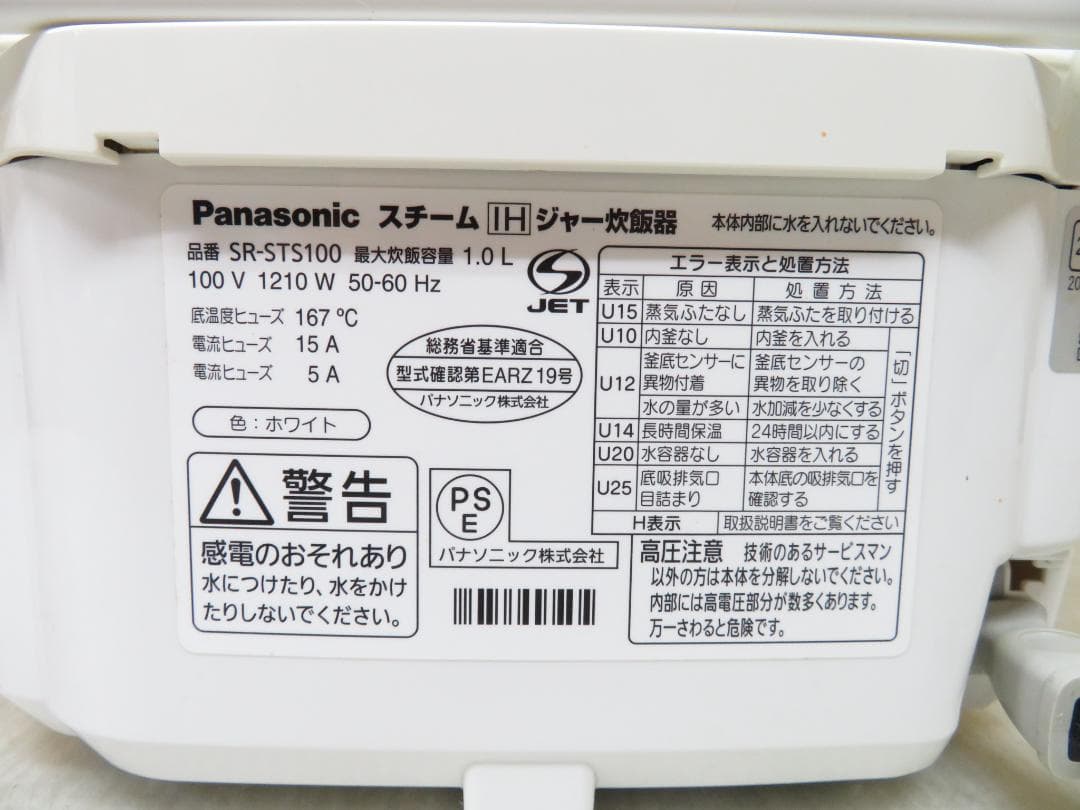 Panasonic スチーム IH ジャー炊飯器 本体内部に水を入れないでください。
品番 SR-STS100 最大炊飯容量 1.0 L
100 V 1210 W 50-60 Hz
底温度ヒューズ 167 ℃
電流ヒューズ 15 A
電流ヒューズ 5 A
色：ホワイト
JET
総務省基準適合
型式確認第EARZ19号
パナソニック株式会社
エラー表示と処置方法
表示 原因 処置方法
U15 蒸気ふたなし 蒸気ふたを取り付ける
U10 内釜なし 内釜を入れる
U12 釜底センサーに 釜底センサーの
異物付着 異物を取り除く
水の量が多い 水加減を少なくする
U14 長時間保温 24時間以内にする
U20 水容器なし 水容器を入れる
U25 底吸排気口 本体底の吸排気口を
目詰まり 確認する
「切」ボタンを押す
H表示 取扱説明書をご覧ください
警告
感電のおそれあり
水につけたり、水をかけ
たりしないでください。
PS
E
パナソニック株式会社
高圧注意 技術のあるサービスマン
以外の方は本体を分解しないでください。
内部には高電圧部分が数多くあります。
万一さわると危険です。
20